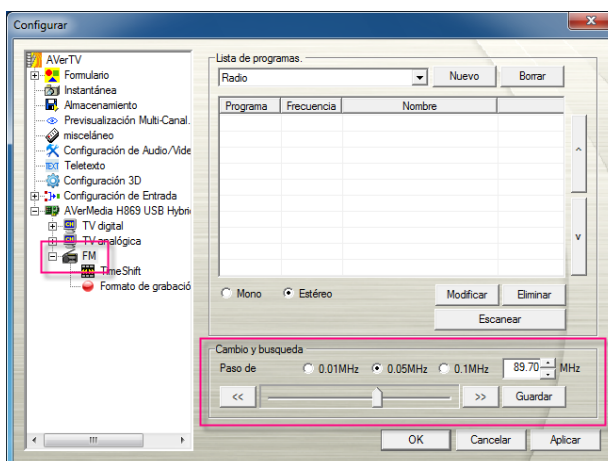 Configurar
AVerTV
Formulario
Instantánea
Almacenamiento
Previsualización Multi-Canal.
misceláneo
Configuración de Audio/Vide
TEXT Teletexto
Configuración 3D
Configuración de Entrada
AVerMedia H869 USB Hybri
TV digital
TV analógica
FM
TimeShift
Formato de grabació
Lista de programas.
Radio Nuevo Borrar
Programa Frecuencia Nombre
Mono Estéreo Modificar Eliminar
Escanear
Cambio y busqueda
Paso de 0.01MHz 0.05MHz 0.1MHz 89.70 MHz
<< >> Guardar
OK Cancelar Aplicar